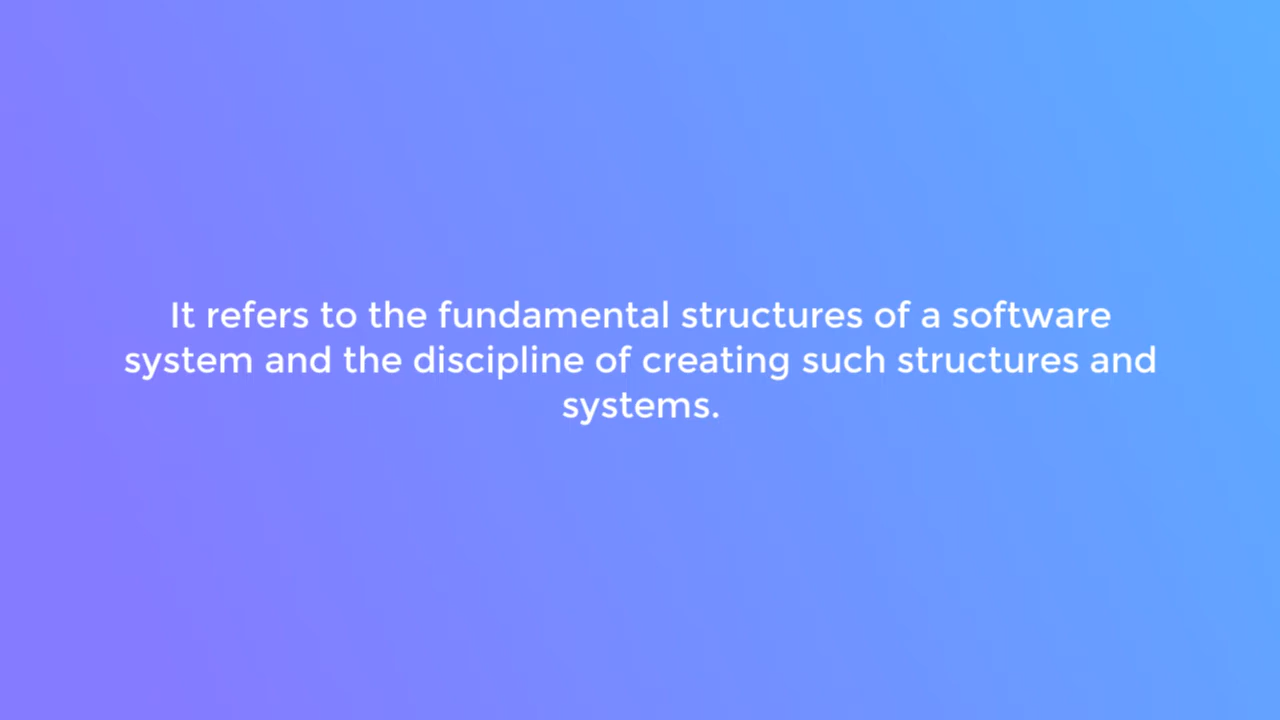 It refers to the fundamental structures of a software
system and the discipline of creating such structures and
systems.